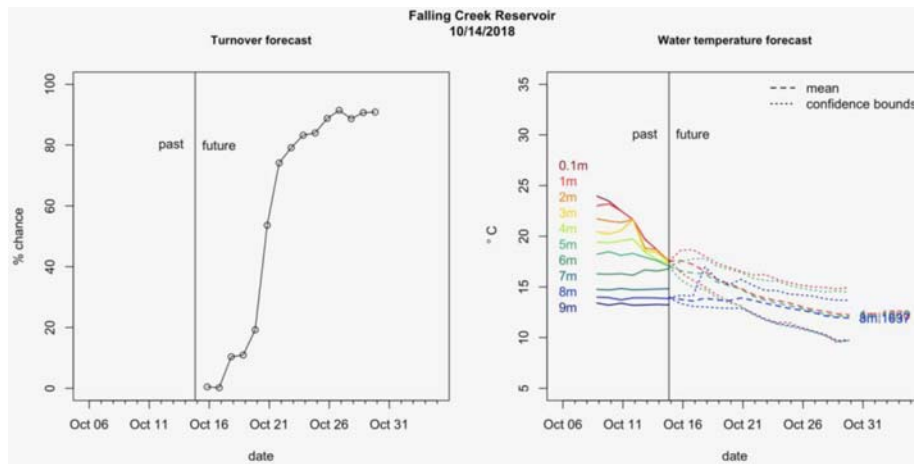 Falling Creek Reservoir
10/14/2018
Turnover forecast
% chance
100
80
60
40
20
0
past
future
Oct 06
Oct 11
Oct 16
Oct 21
Oct 26
Oct 31
date
Water temperature forecast
° C
35
30
25
20
15
10
5
mean
confidence bounds
past
future
0.1m
1m
2m
3m
4m
5m
6m
7m
8m
9m
Oct 06
Oct 11
Oct 16
Oct 21
Oct 26
Oct 31
date